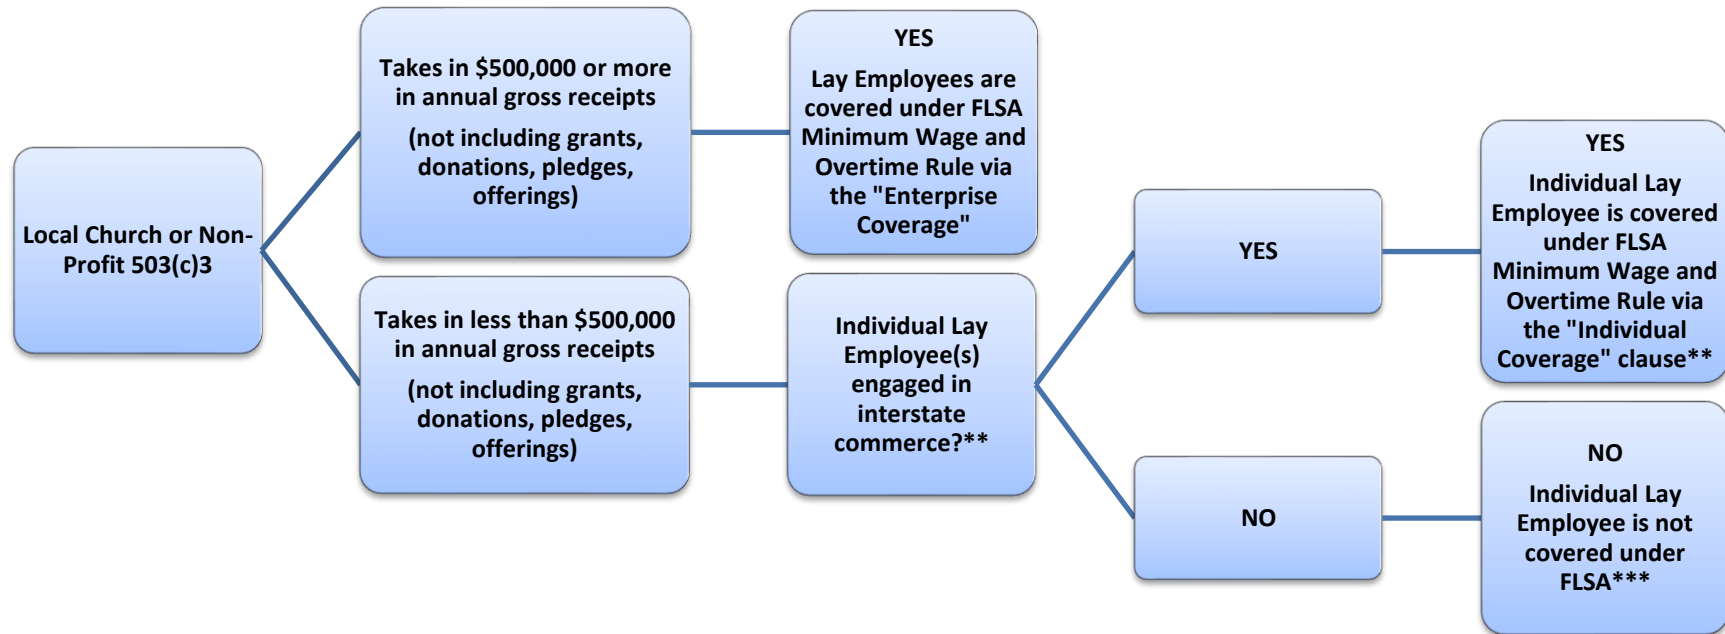 Local Church or Non-
Profit 503(c)3
Takes in $500,000 or more
in annual gross receipts
(not including grants,
donations, pledges,
offerings)
YES
Lay Employees are
covered under FLSA
Minimum Wage and
Overtime Rule via
the "Enterprise
Coverage"
Takes in less than $500,000
in annual gross receipts
(not including grants,
donations, pledges,
offerings)
Individual Lay
Employee(s)
engaged in
interstate
commerce?**
YES
YES
Individual Lay
Employee is covered
under FLSA
Minimum Wage and
Overtime Rule via
the "Individual
Coverage" clause**
NO
NO
Individual Lay
Employee is not
covered under
FLSA***